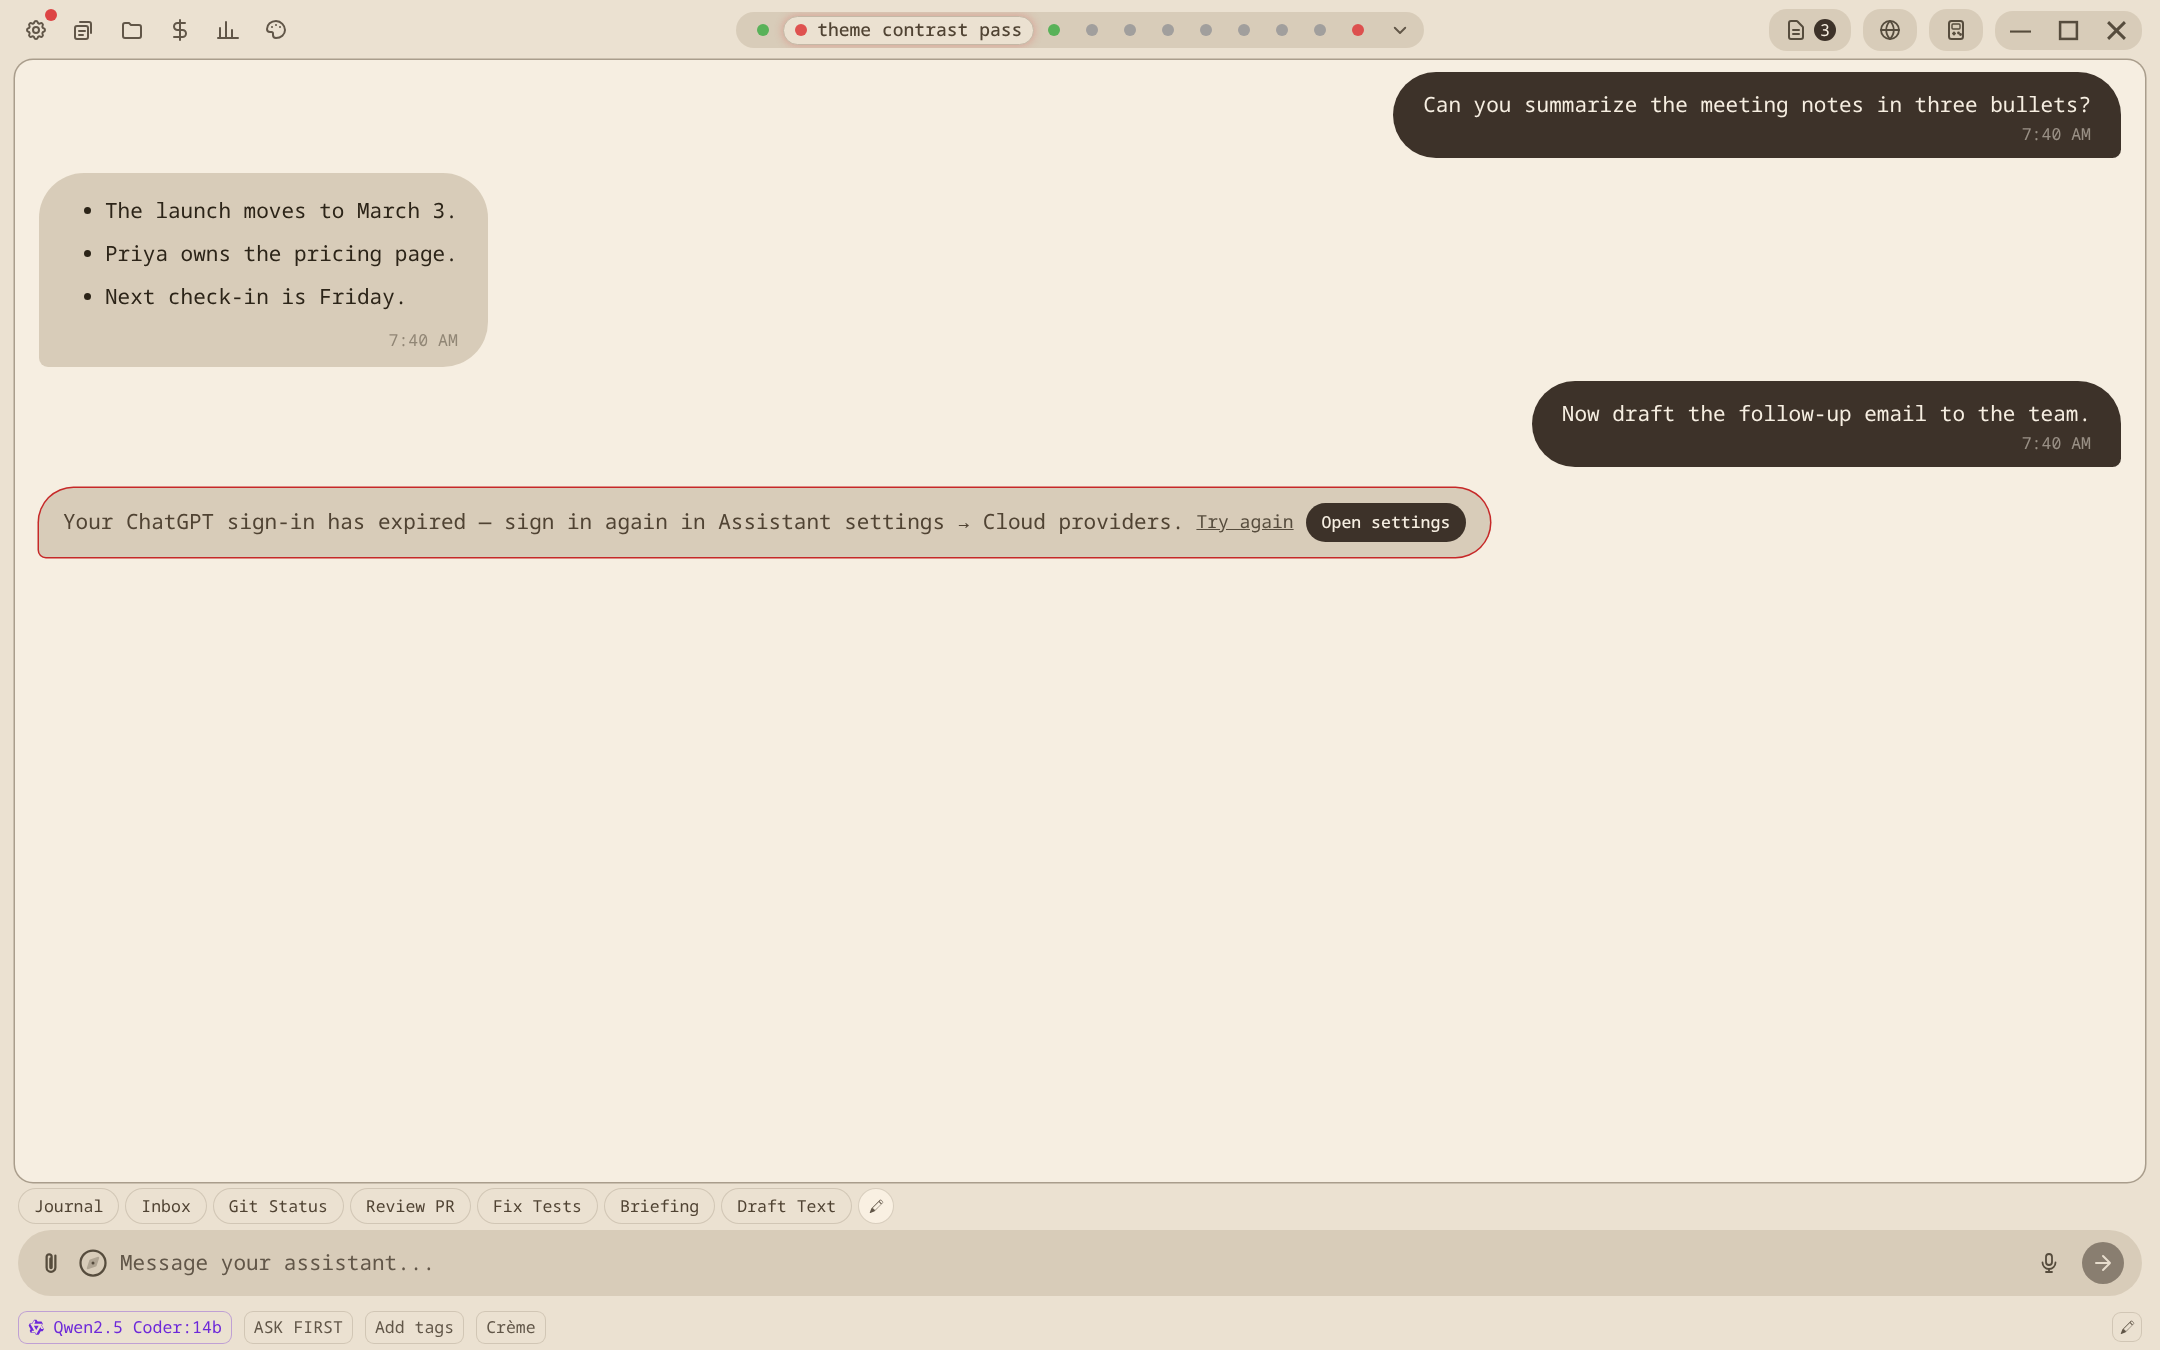 theme contrast pass
3
Can you summarize the meeting notes in three bullets?
7:40 AM
• The launch moves to March 3.
• Priya owns the pricing page.
• Next check-in is Friday.
7:40 AM
Now draft the follow-up email to the team.
7:40 AM
Your ChatGPT sign-in has expired — sign in again in Assistant settings → Cloud providers. Try again Open settings
Journal Inbox Git Status Review PR Fix Tests Briefing Draft Text
Message your assistant...
Qwen2.5 Coder:14b ASK FIRST Add tags Crème